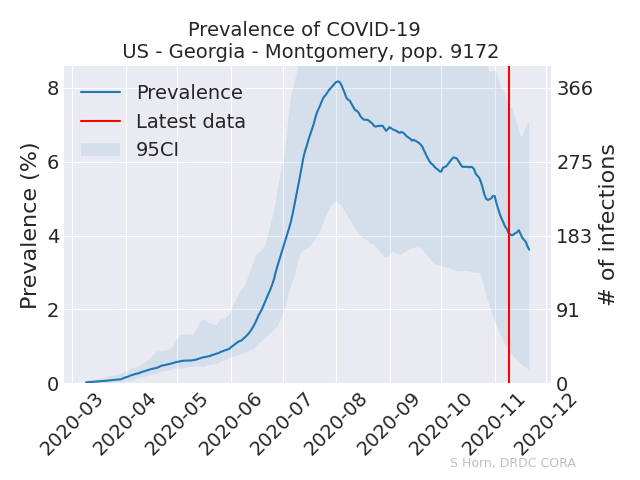 Prevalence of COVID-19
US - Georgia - Montgomery, pop. 9172
Prevalence
Latest data
95CI
Prevalence (%)
8
6
4
2
0
# of infections
366
275
183
91
0
2020-03
2020-04
2020-05
2020-06
2020-07
2020-08
2020-09
2020-10
2020-11
2020-12
S Horn, DRDC CORA